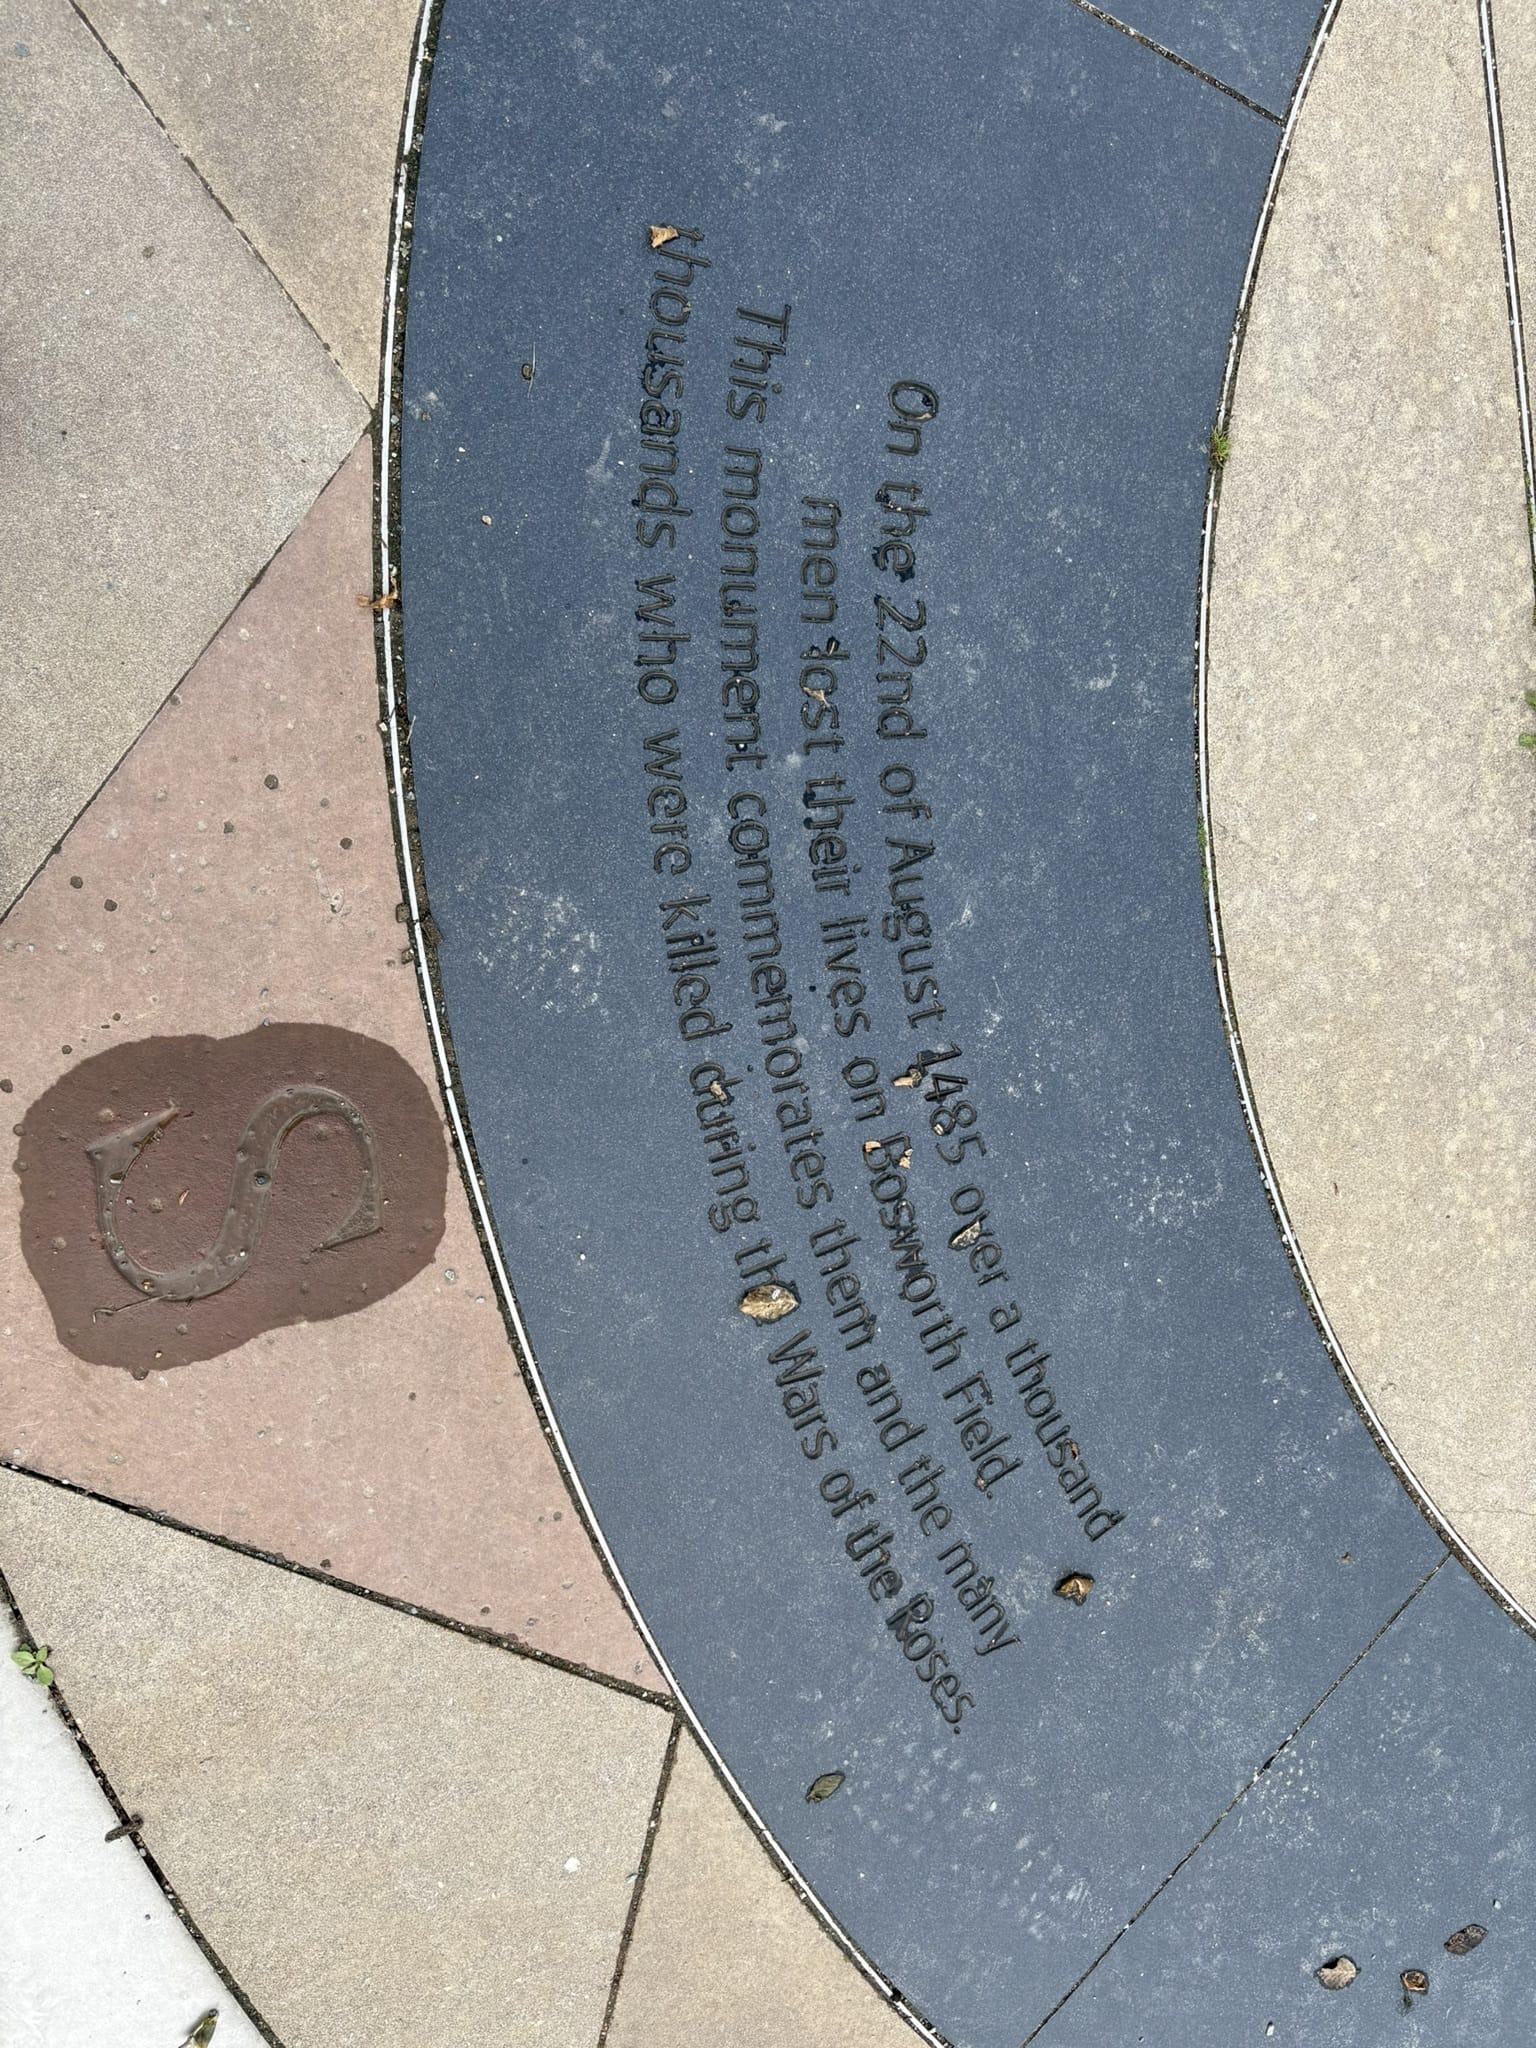 On the 22nd of August 1485 over a thousand
men lost their lives on Bosworth Field.
This monument commemorates them and the many
thousands who were killed during the Wars of the Roses.
S